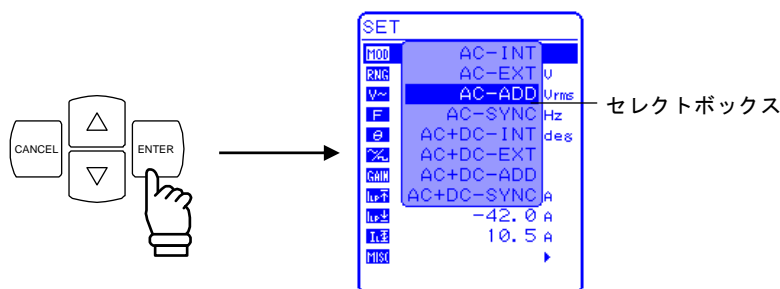 CANCEL
ENTER
SET
MOD
AC-INT
RNG
AC-EXT V
V~
AC-ADD Vrms
セレクトボックス
F
AC-SYNC Hz
θ
AC+DC-INT deg
AC+DC-EXT
GAIN
AC+DC-ADD
AC+DC-SYNC A
-42.0 A
10.5 A
MISC